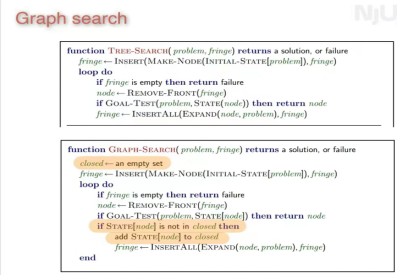 Graph search
NJU
function TREE-SEARCH( problem, fringe) returns a solution, or failure
fringe ← INSERT(MAKE-NODE(INITIAL-STATE[problem]), fringe)
loop do
if fringe is empty then return failure
node ← REMOVE-FRONT(fringe)
if GOAL-TEST(problem, STATE(node)) then return node
fringe ← INSERTALL(EXPAND(node, problem), fringe)
function GRAPH-SEARCH( problem, fringe) returns a solution, or failure
closed ← an empty set
fringe ← INSERT(MAKE-NODE(INITIAL-STATE[problem]), fringe)
loop do
if fringe is empty then return failure
node ← REMOVE-FRONT(fringe)
if GOAL-TEST(problem, STATE[node]) then return node
if STATE[node] is not in closed then
add STATE[node] to closed
fringe ← INSERTALL(EXPAND(node, problem), fringe)
end